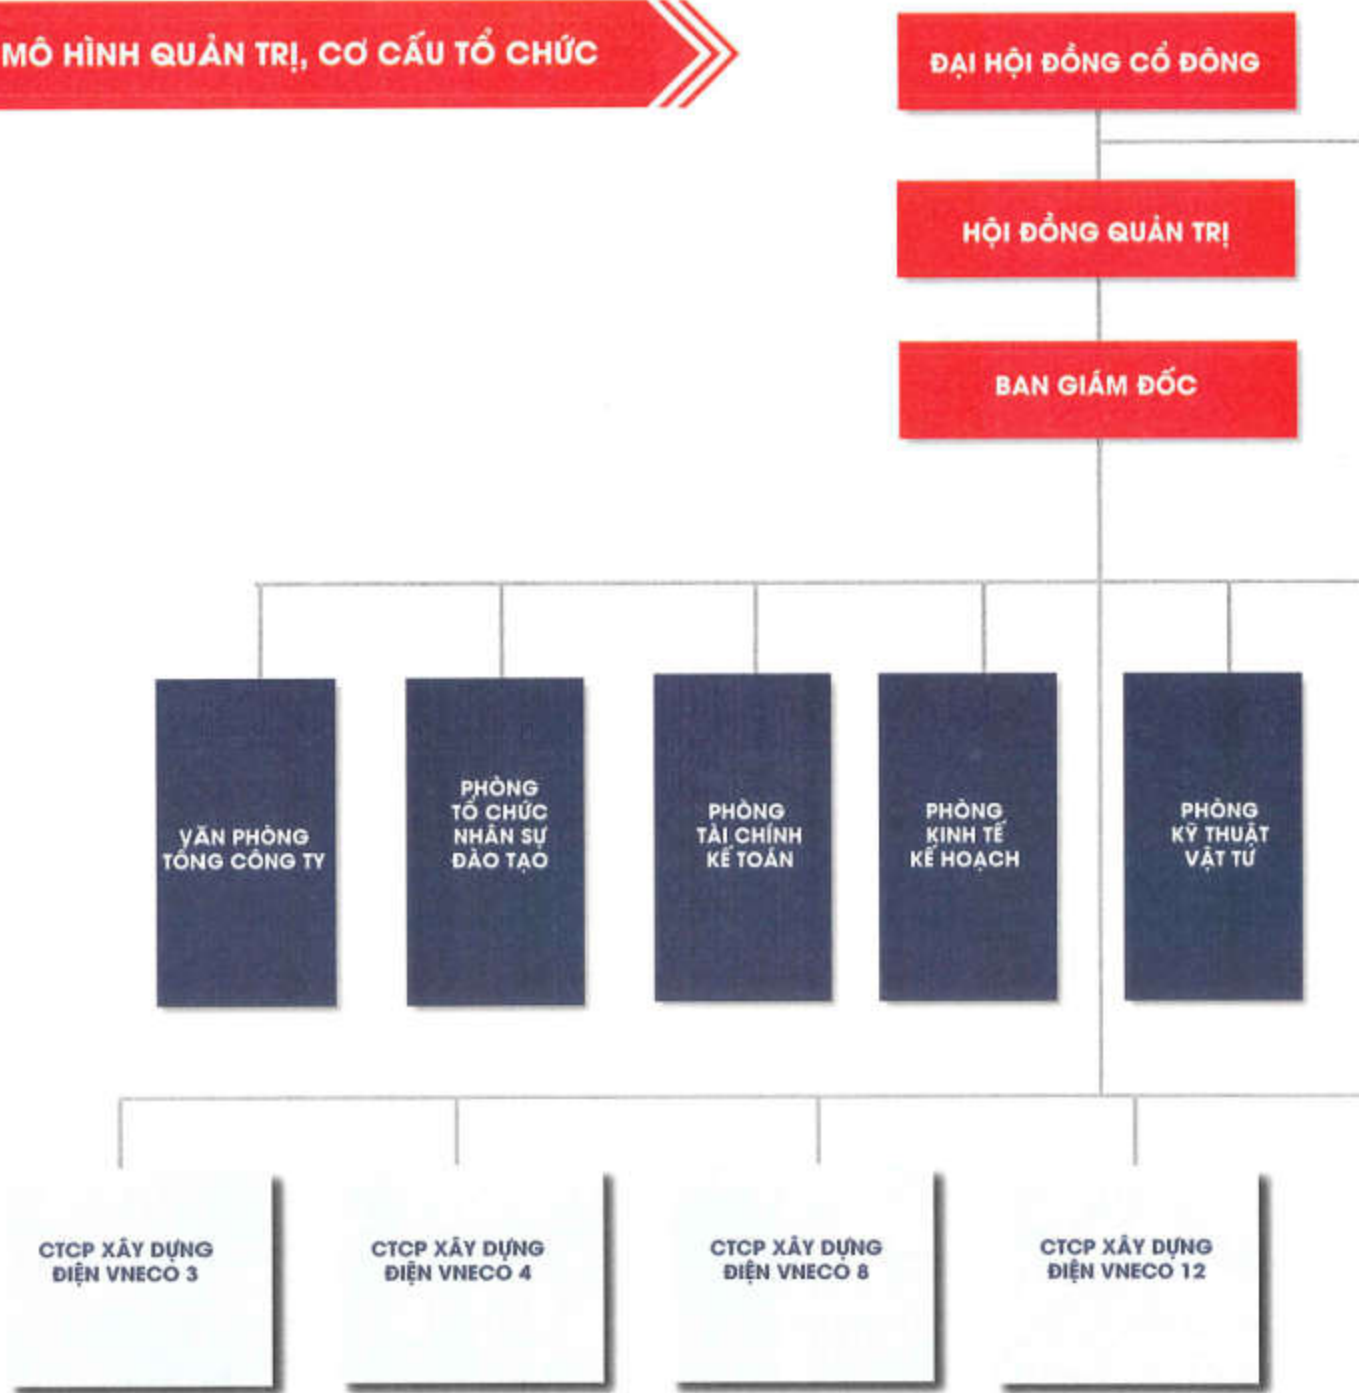 MÔ HÌNH QUẢN TRỊ, CƠ CẤU TỔ CHỨC
ĐẠI HỘI ĐỒNG CỔ ĐÔNG
HỘI ĐỒNG QUẢN TRỊ
BAN GIÁM ĐỐC
VĂN PHÒNG
TỔNG CÔNG TY
PHÒNG
TỔ CHỨC
NHÂN SỰ
ĐÀO TẠO
PHÒNG
TÀI CHÍNH
KẾ TOÁN
PHÒNG
KINH TẾ
KẾ HOẠCH
PHÒNG
KỸ THUẬT
VẬT TƯ
CTCP XÂY DỰNG
ĐIỆN VNECO 3
CTCP XÂY DỰNG
ĐIỆN VNECO 4
CTCP XÂY DỰNG
ĐIỆN VNECO 8
CTCP XÂY DỰNG
ĐIỆN VNECO 12